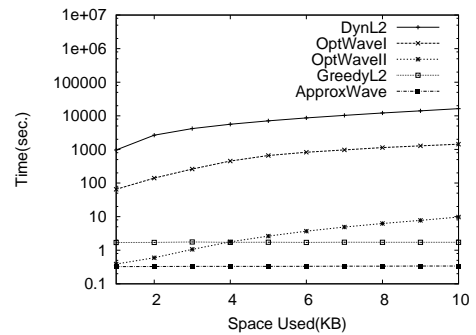 1e+07
1e+06
100000
10000
1000
100
10
1
0.1
Time(sec.)
DynL2
OptWaveI
OptWaveII
GreedyL2
ApproxWave
2 4 6 8 10
Space Used(KB)